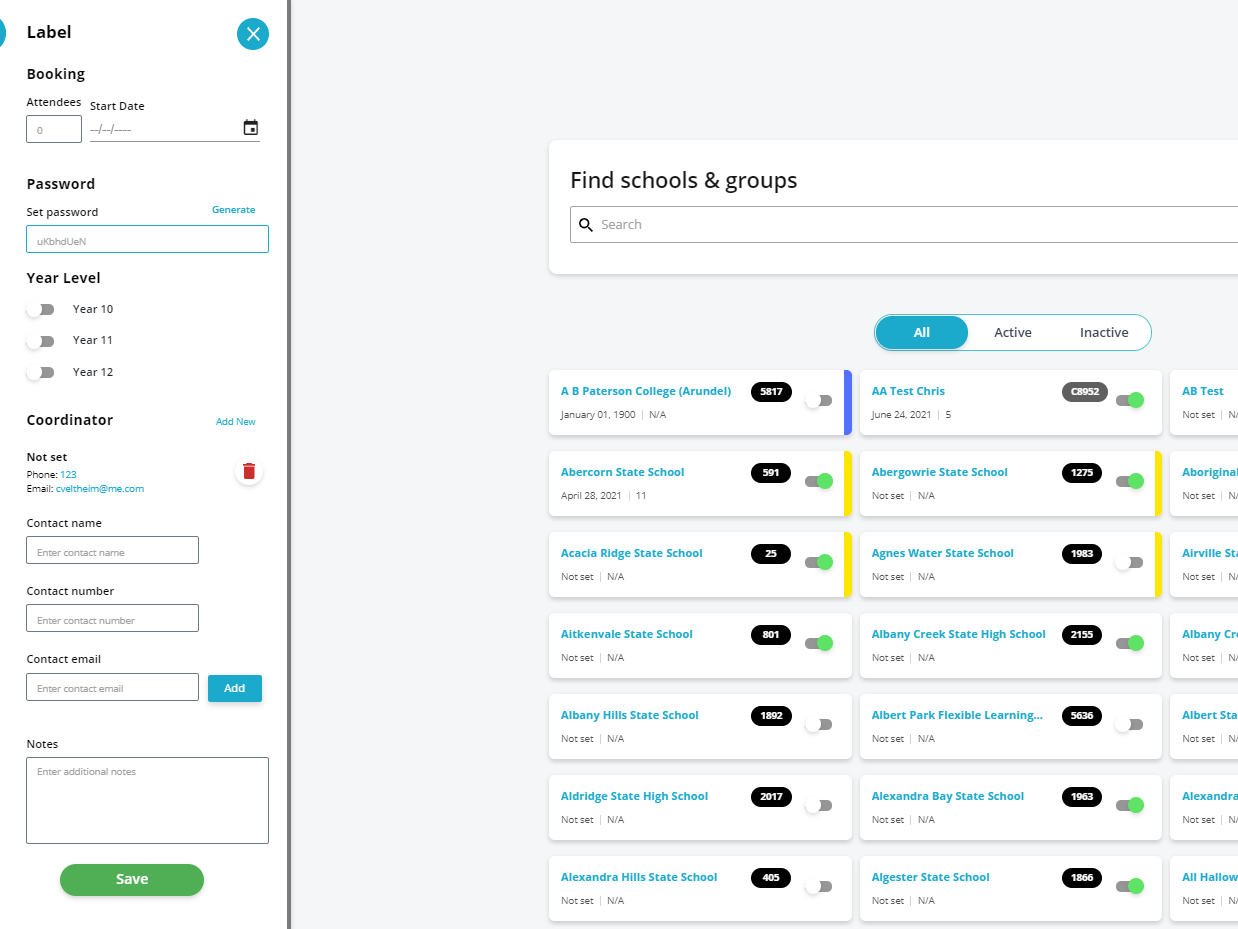 Label
Booking
Attendees Start Date
0 --/--/----
Password
Set password Generate
uKbhdUeN
Year Level
Year 10
Year 11
Year 12
Coordinator Add New
Not set
Phone: 123
Email: cveltheim@me.com
Contact name
Enter contact name
Contact number
Enter contact number
Contact email
Enter contact email Add
Notes
Enter additional notes
Save
Find schools & groups
Search
All Active Inactive
A B Paterson College (Arundel) 5817
January 01, 1900 | N/A
AA Test Chris C8952
June 24, 2021 | 5
AB Test
Not set | N/
Abercorn State School 591
April 28, 2021 | 11
Abergowrie State School 1275
Not set | N/A
Aboriginal
Not set | N/
Acacia Ridge State School 25
Not set | N/A
Agnes Water State School 1983
Not set | N/A
Airville Sta
Not set | N/
Aitkenvale State School 801
Not set | N/A
Albany Creek State High School 2155
Not set | N/A
Albany Cr
Not set | N/
Albany Hills State School 1892
Not set | N/A
Albert Park Flexible Learning... 5636
Not set | N/A
Albert Sta
Not set | N/
Aldridge State High School 2017
Not set | N/A
Alexandra Bay State School 1963
Not set | N/A
Alexandra
Not set | N/
Alexandra Hills State School 405
Not set | N/A
Algester State School 1866
Not set | N/A
All Hallow
Not set | N/